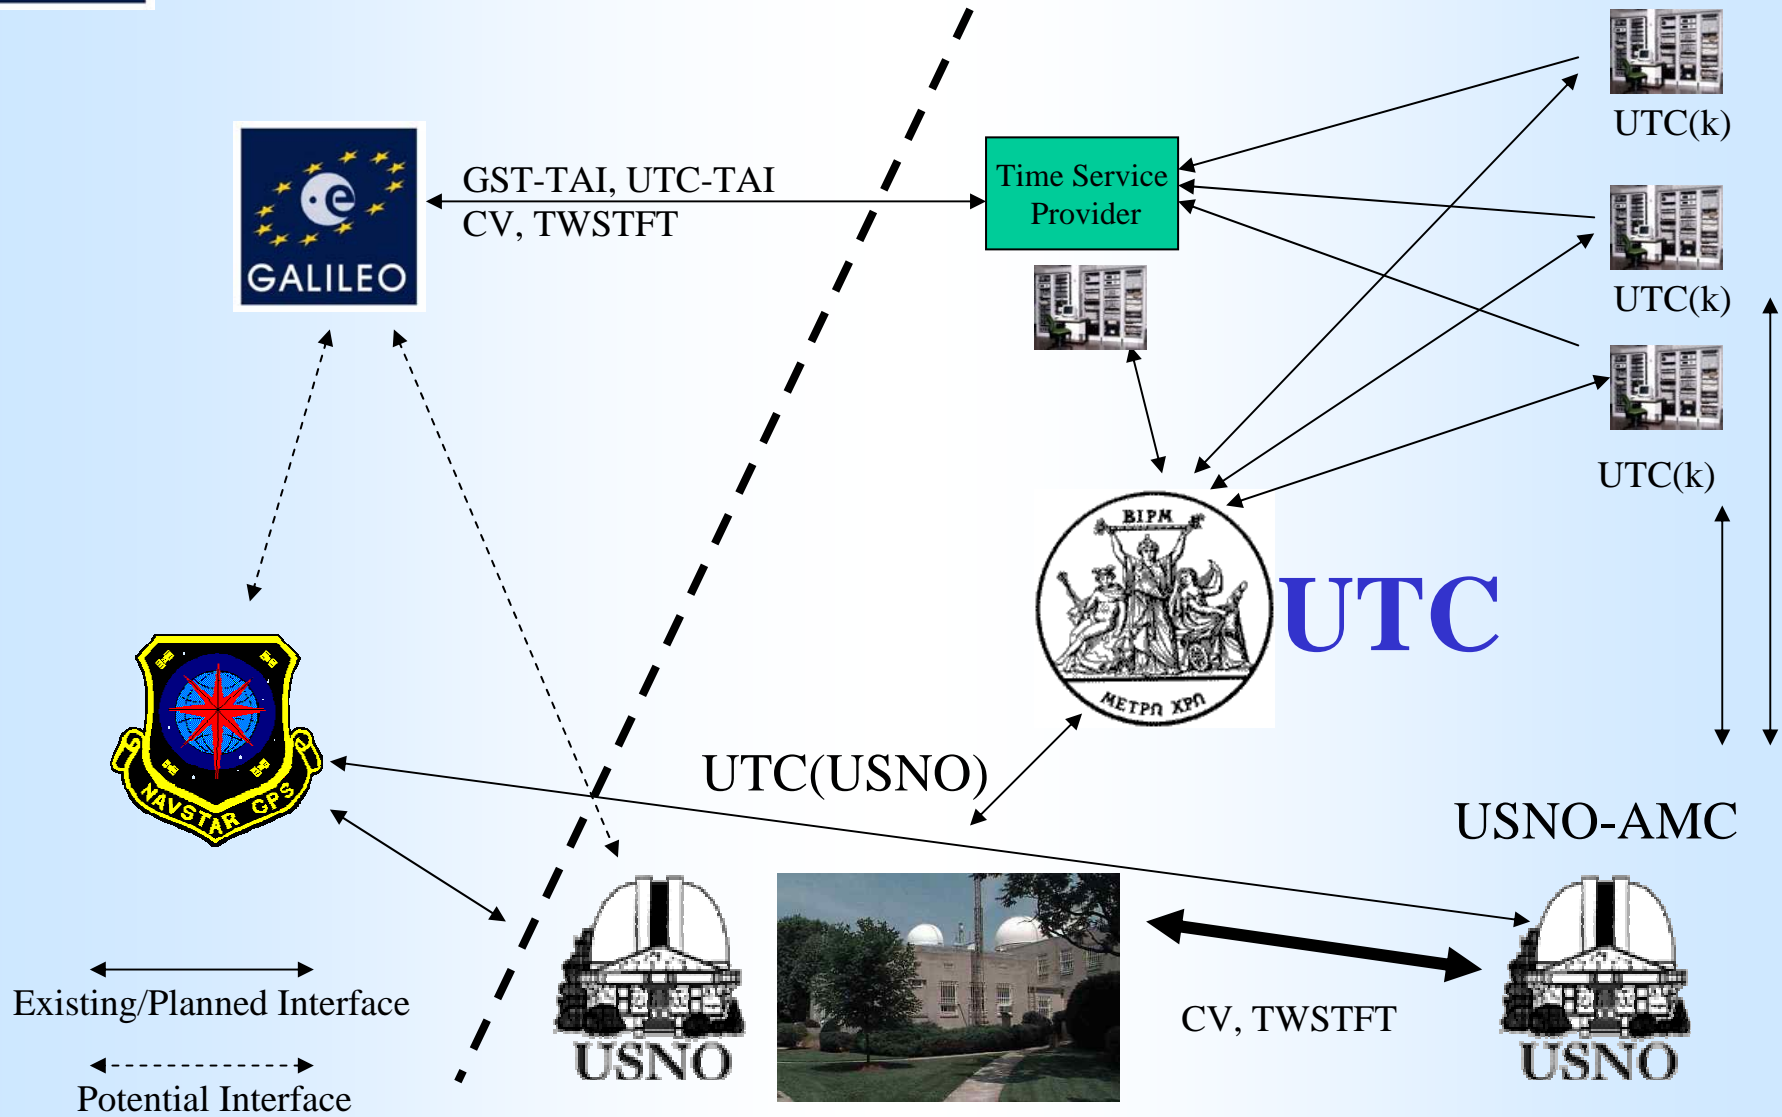 UTC(k)
GST-TAI, UTC-TAI
CV, TWSTFT
Time Service
Provider
GALILEO
UTC(k)
UTC(k)
BIPM
UTC
ΜΕΤΡΩ ΧΡΩ
NAVSTAR GPS
UTC(USNO)
USNO-AMC
Existing/Planned Interface
CV, TWSTFT
USNO
USNO
Potential Interface